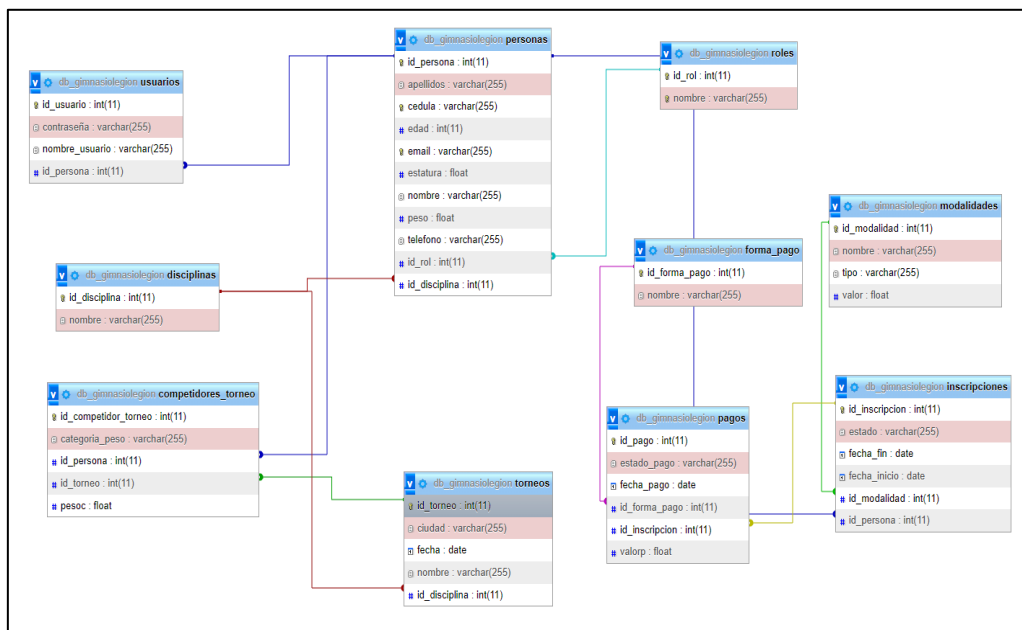 db_gimnasiolegion personas
id_persona : int(11)
apellidos : varchar(255)
cedula : varchar(255)
edad : int(11)
email : varchar(255)
estatura : float
nombre : varchar(255)
peso : float
telefono : varchar(255)
id_rol : int(11)
id_disciplina : int(11)
db_gimnasiolegion roles
id_rol : int(11)
nombre : varchar(255)
db_gimnasiolegion usuarios
id_usuario : int(11)
contraseña : varchar(255)
nombre_usuario : varchar(255)
id_persona : int(11)
db_gimnasiolegion modalidades
id_modalidad : int(11)
nombre : varchar(255)
tipo : varchar(255)
valor : float
db_gimnasiolegion forma_pago
id_forma_pago : int(11)
nombre : varchar(255)
db_gimnasiolegion disciplinas
id_disciplina : int(11)
nombre : varchar(255)
db_gimnasiolegion competidores_torneo
id_competidor_torneo : int(11)
categoria_peso : varchar(255)
id_persona : int(11)
id_torneo : int(11)
pesoc : float
db_gimnasiolegion inscripciones
id_inscripcion : int(11)
estado : varchar(255)
fecha_fin : date
fecha_inicio : date
id_modalidad : int(11)
id_persona : int(11)
db_gimnasiolegion pagos
id_pago : int(11)
estado_pago : varchar(255)
fecha_pago : date
id_forma_pago : int(11)
id_inscripcion : int(11)
valorp : float
db_gimnasiolegion torneos
id_torneo : int(11)
ciudad : varchar(255)
fecha : date
nombre : varchar(255)
id_disciplina : int(11)